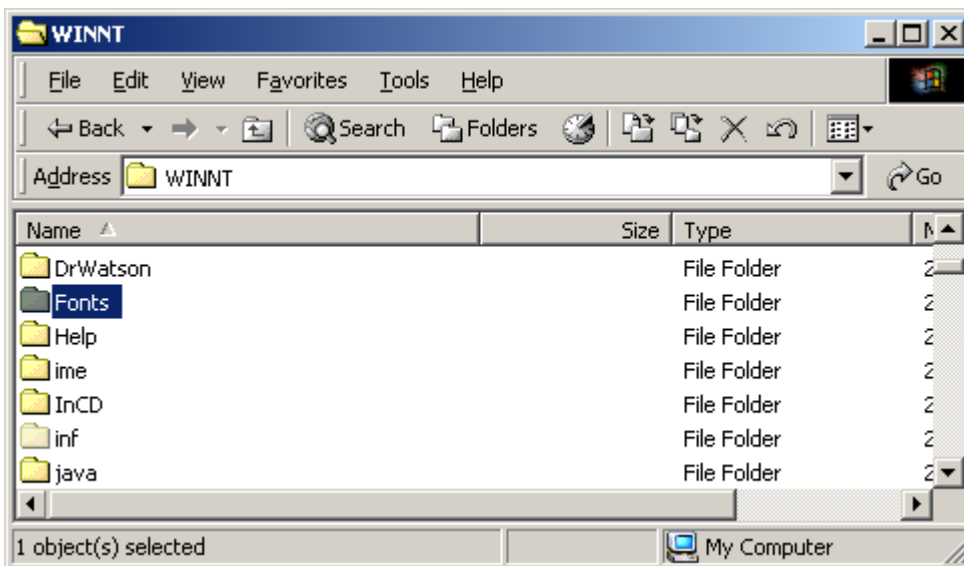 WINNT
File Edit View Favorites Tools Help
Back Search Folders
Address WINNT Go
Name Size Type
DrWatson File Folder
Fonts File Folder
Help File Folder
ime File Folder
InCD File Folder
inf File Folder
java File Folder
1 object(s) selected My Computer